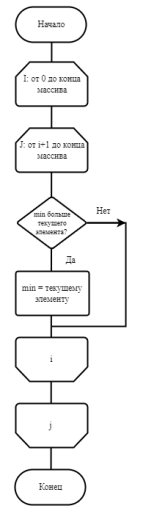 Начало
I: от 0 до конца
массива
J: от i+1 до конца
массива
min больше
текущего
элемента?
Нет
Да
min = текущему
элементу
i
j
Конец